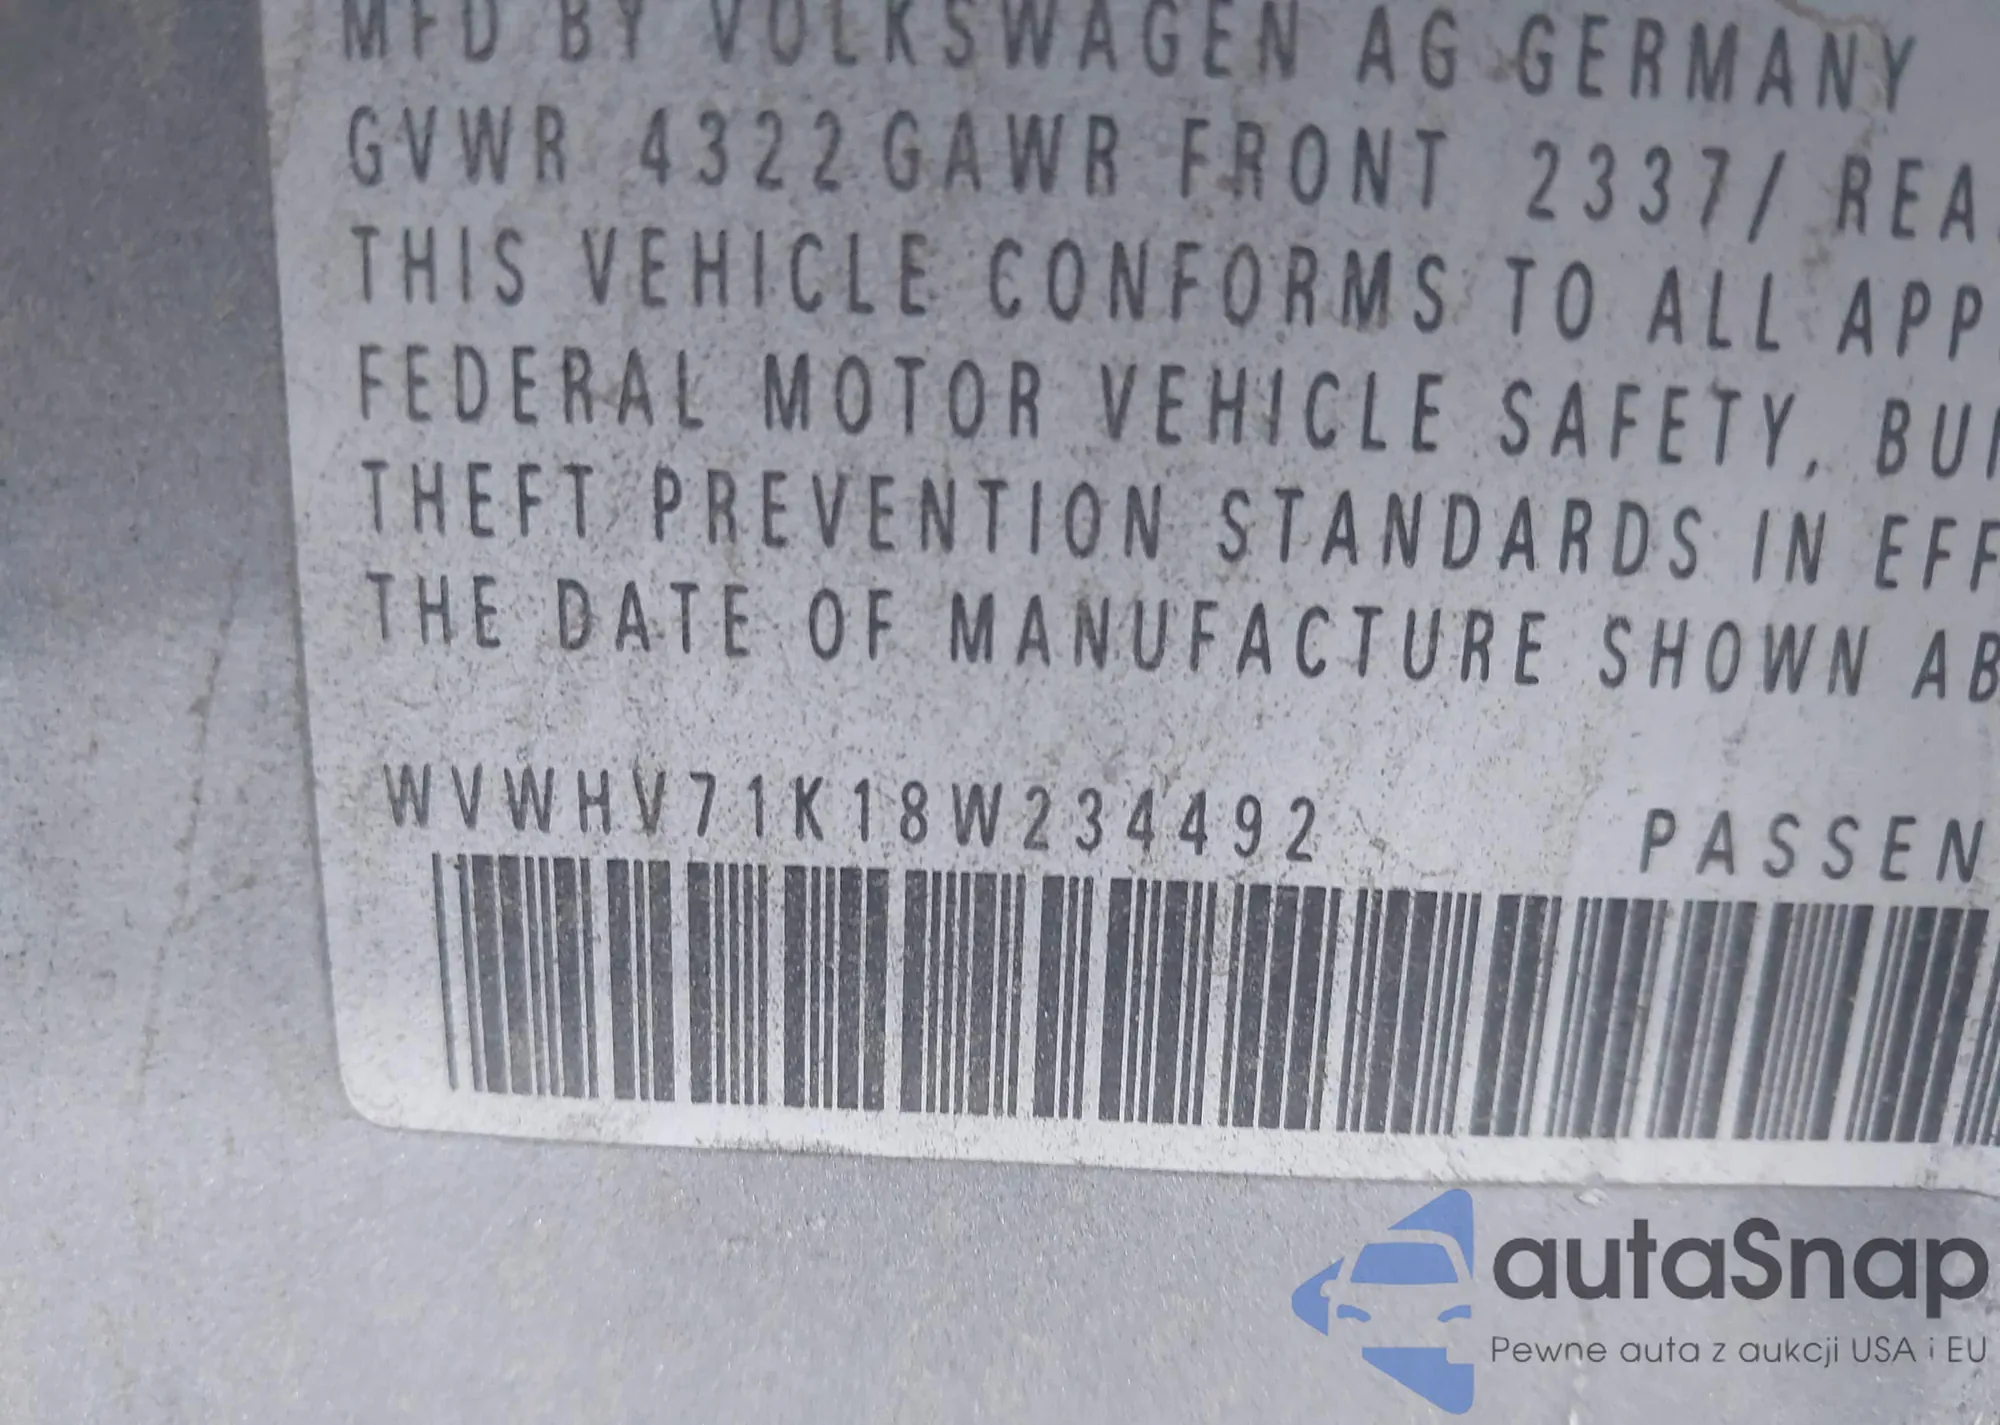 MFD BY VOLKSWAGEN AG GERMANY
GVWR 4322 GAWR FRONT 2337/ REA
THIS VEHICLE CONFORMS TO ALL APP
FEDERAL MOTOR VEHICLE SAFETY, BU
THEFT PREVENTION STANDARDS IN EFF
THE DATE OF MANUFACTURE SHOWN AB
WVWHV71K18W234492 PASSEN
autaSnap
Pewne auta z aukcji USA i EU